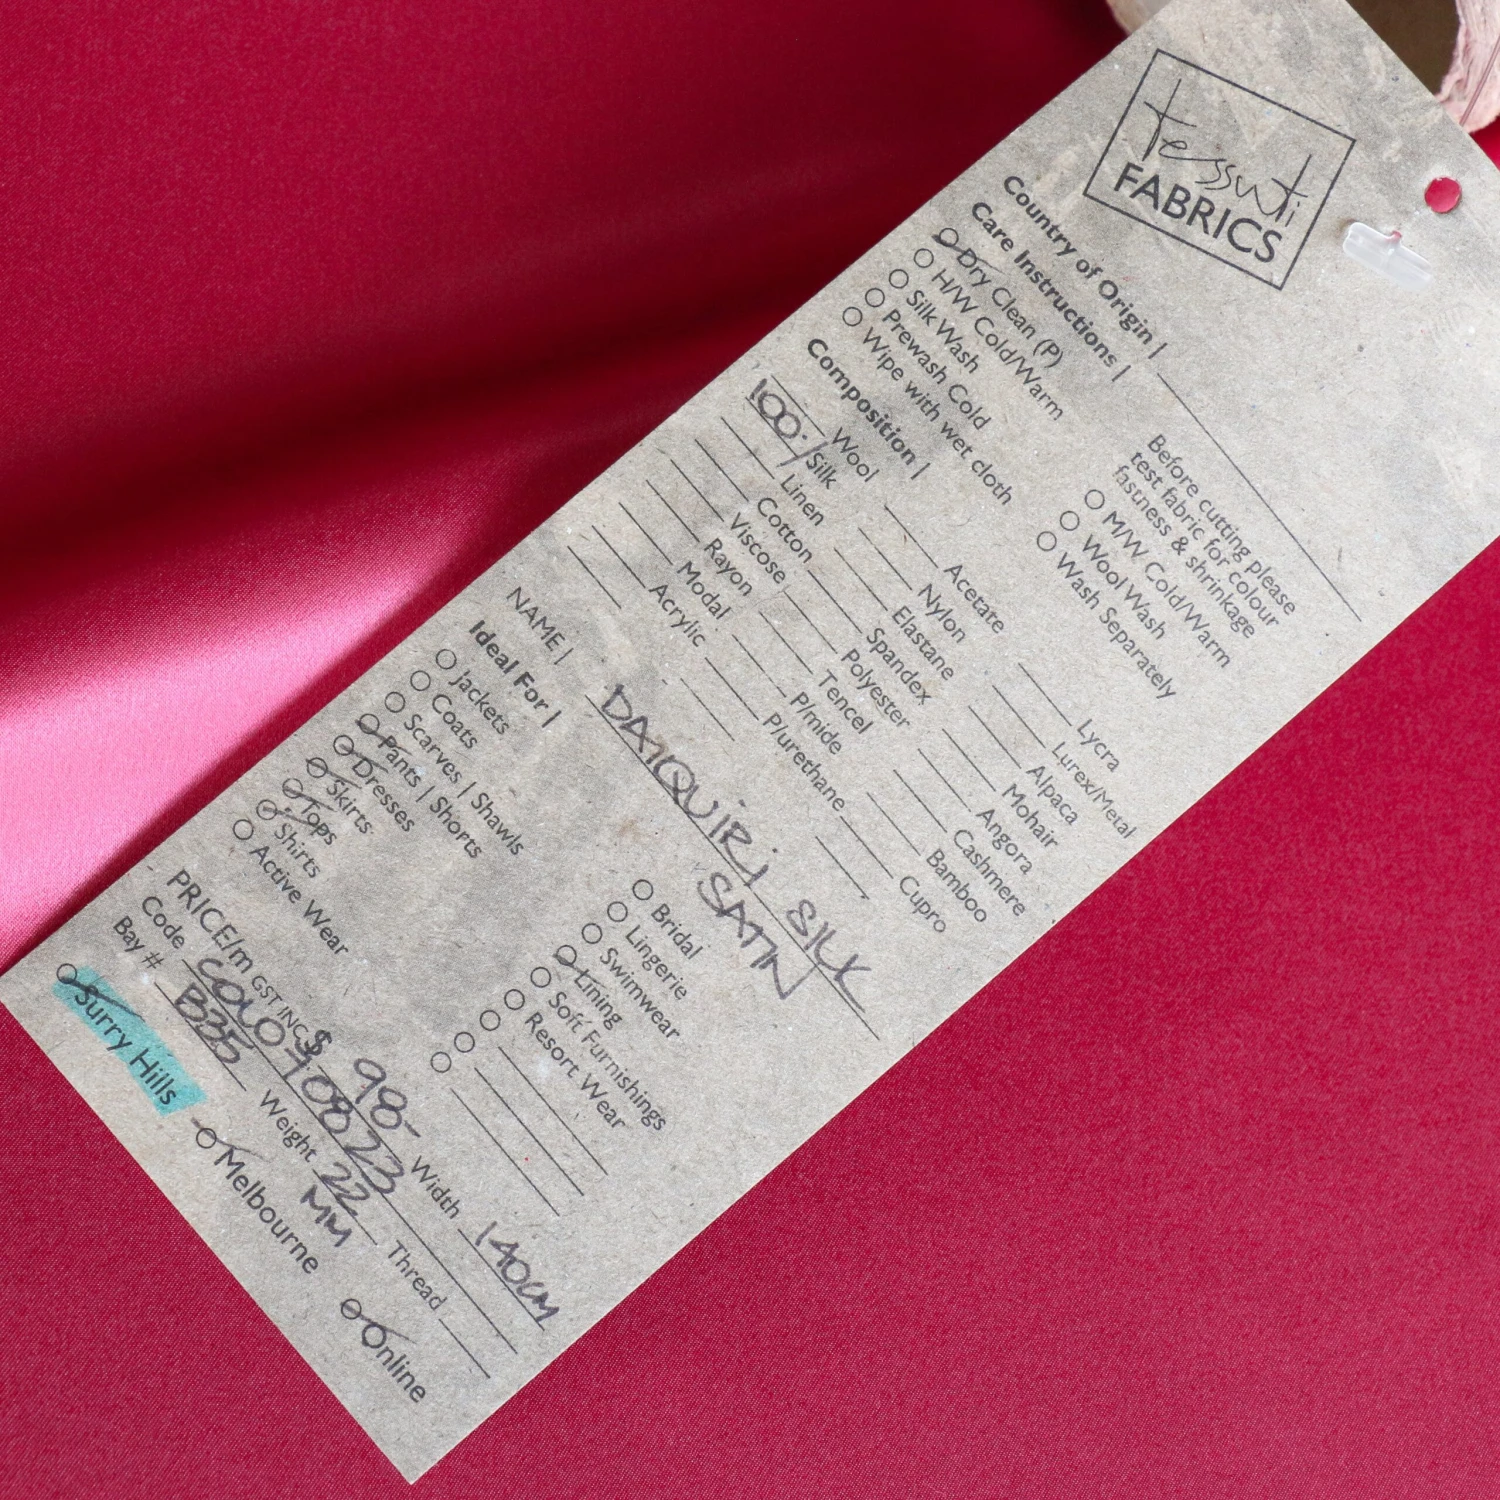 tessuti
FABRICS
Country of Origin |
Care Instructions |
Dry Clean (P)
H/W Cold/Warm
Silk Wash
Prewash Cold
Wipe with wet cloth
Before cutting please
test fabric for colour
fastness & shrinkage
M/W Cold/Warm
Wool Wash
Wash Separately
Composition |
Wool
100% Silk
Linen
Cotton
Viscose
Rayon
Modal
Acrylic
Acetate
Nylon
Elastane
Spandex
Polyester
Tencel
P/mide
P/urethane
Lycra
Lurex/Metal
Alpaca
Mohair
Angora
Cashmere
Bamboo
Cupro
NAME | DAIQUIRI SILK
SATIN
Ideal For |
Jackets
Coats
Scarves | Shawls
Pants | Shorts
Dresses
Skirts
Tops
Shirts
Active Wear
Bridal
Lingerie
Swimwear
Lining
Soft Furnishings
Resort Wear
PRICE/m GST INC $ 98- Width 140cm
Code COLO70823
Bay # B35 Weight 22 MM Thread
Surry Hills Melbourne Online